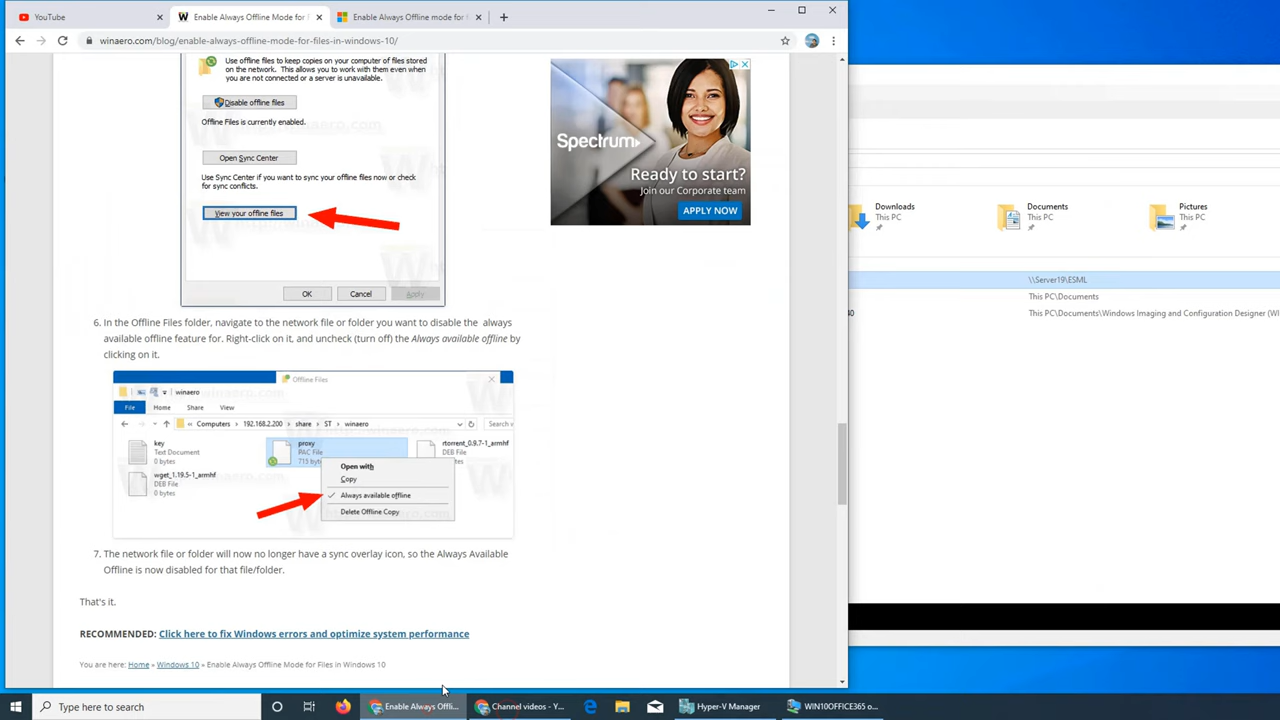 YouTube
Enable Always Offline Mode for F
Enable Always Offline mode for
winaero.com/blog/enable-always-offline-mode-for-files-in-windows-10/
Use offline files to keep copies on your computer of files stored
on the network. This allows you to work with them even when
you are not connected or a server is unavailable.
Disable offline files
Offline Files is currently enabled.
Open Sync Center
Use Sync Center if you want to sync your offline files now or check
for sync conflicts.
View your offline files
OK
Cancel
Apply
Spectrum
Ready to start?
Join our Corporate team
APPLY NOW
Downloads
This PC
Documents
This PC
Pictures
This PC
\\Server19\ESML
This PC\Documents
This PC\Documents\Windows Imaging and Configuration Designer (WI
6. In the Offline Files folder, navigate to the network file or folder you want to disable the always
available offline feature for. Right-click on it, and uncheck (turn off) the Always available offline by
clicking on it.
Offline Files
winaero
File Home Share View
« Computers > 192.168.2.200 > share > ST > winaero
Search
key
Text Document
0 bytes
proxy
PAC File
715 byt
rtorrent_0.9.7-1_armhf
DEB File
0 bytes
wget_1.19.5-1_armhf
DEB File
0 bytes
Open with
Copy
Always available offline
Delete Offline Copy
7. The network file or folder will now no longer have a sync overlay icon, so the Always Available
Offline is now disabled for that file/folder.
That's it.
RECOMMENDED: Click here to fix Windows errors and optimize system performance
You are here: Home » Windows 10 » Enable Always Offline Mode for Files in Windows 10
Type here to search
Enable Always Offli...
Channel videos - Y...
Hyper-V Manager
WIN10OFFICE365 o...